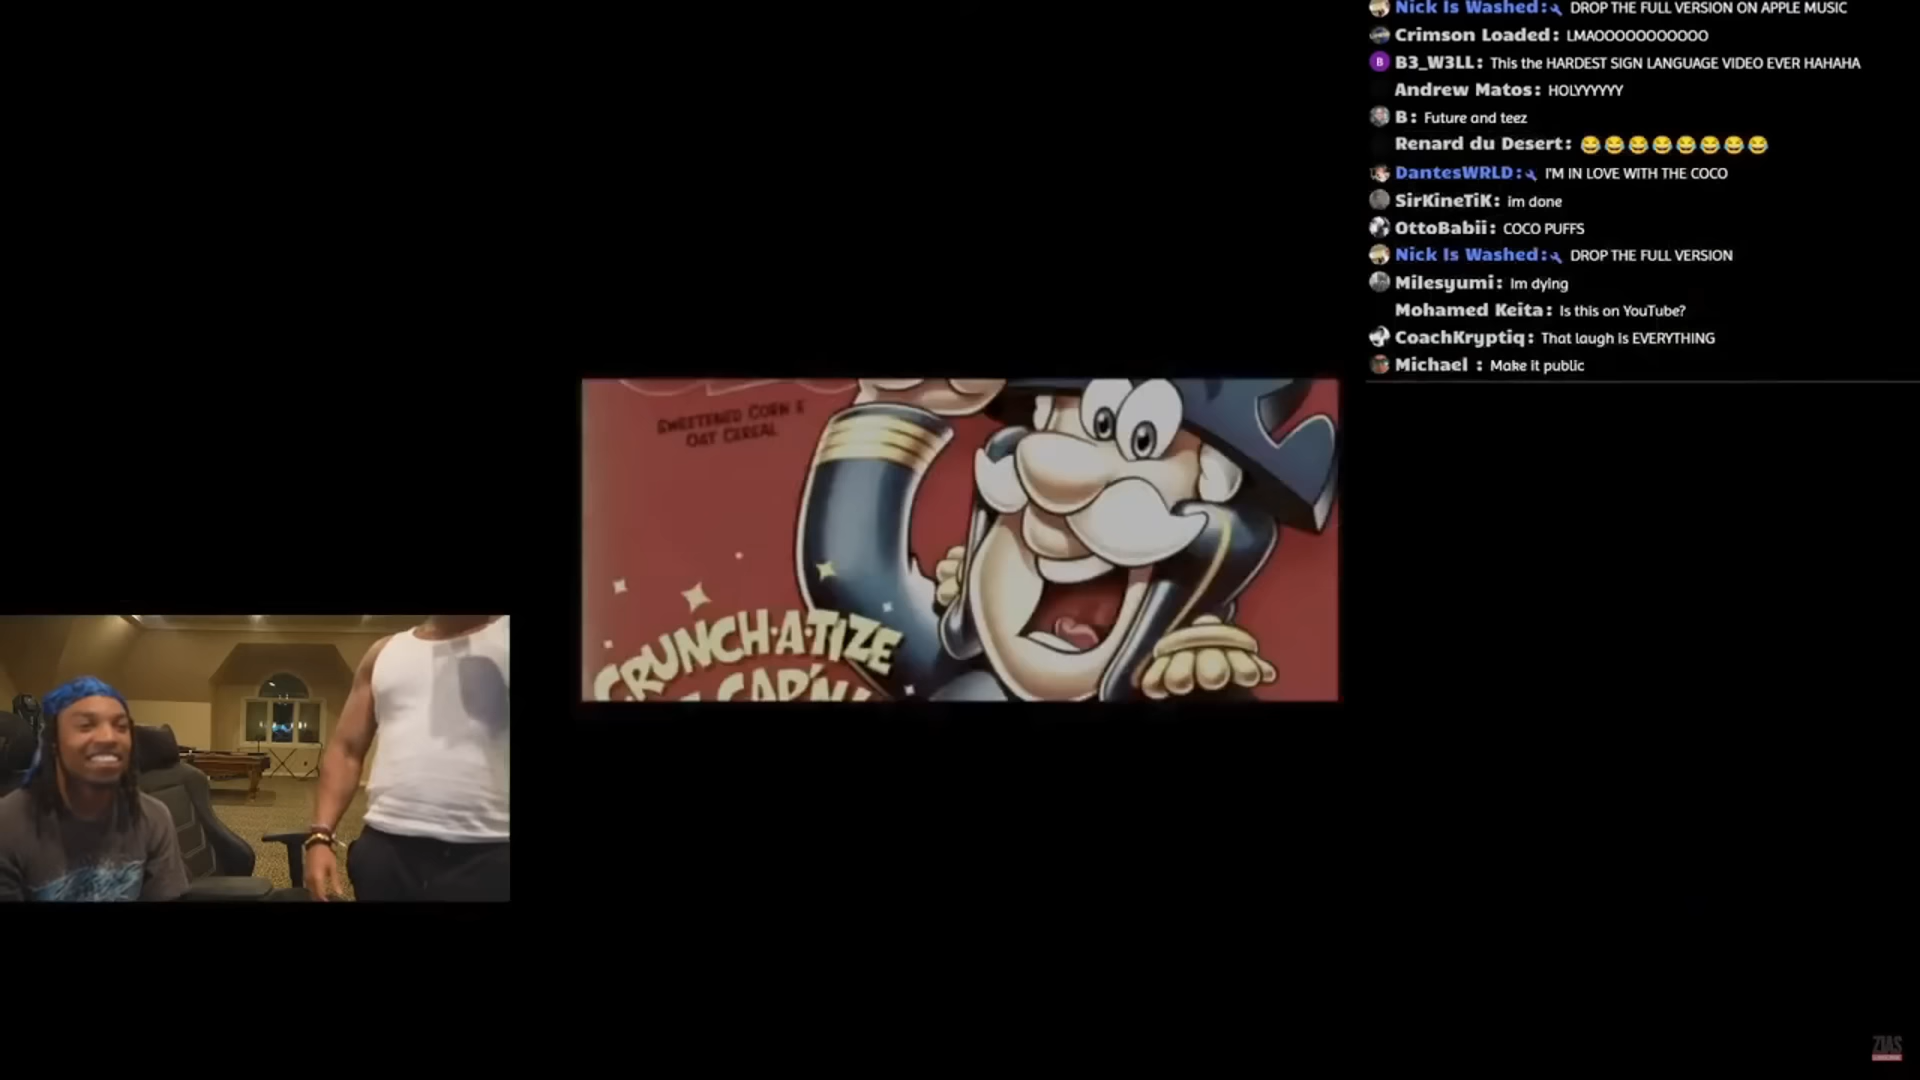 Nick Is Washed: DROP THE FULL VERSION ON APPLE MUSIC
Crimson Loaded: LMAOOOOOOOOOOO
B B3_W3LL: This the HARDEST SIGN LANGUAGE VIDEO EVER HAHAHA
Andrew Matos: HOLYYYYYY
B: Future and teez
Renard du Desert: 😂😂😂😂😂😂😂😂
DantesWRLD: I'M IN LOVE WITH THE COCO
SirKineTiK: im done
OttoBabii: COCO PUFFS
Nick Is Washed: DROP THE FULL VERSION
Milesyumi: Im dying
Mohamed Keita: Is this on YouTube?
CoachKryptiq: That laugh is EVERYTHING
Michael : Make it public
SWEETENED CORN &
OAT CEREAL
CRUNCH-A-TIZE
CAP'N!
ZIAS